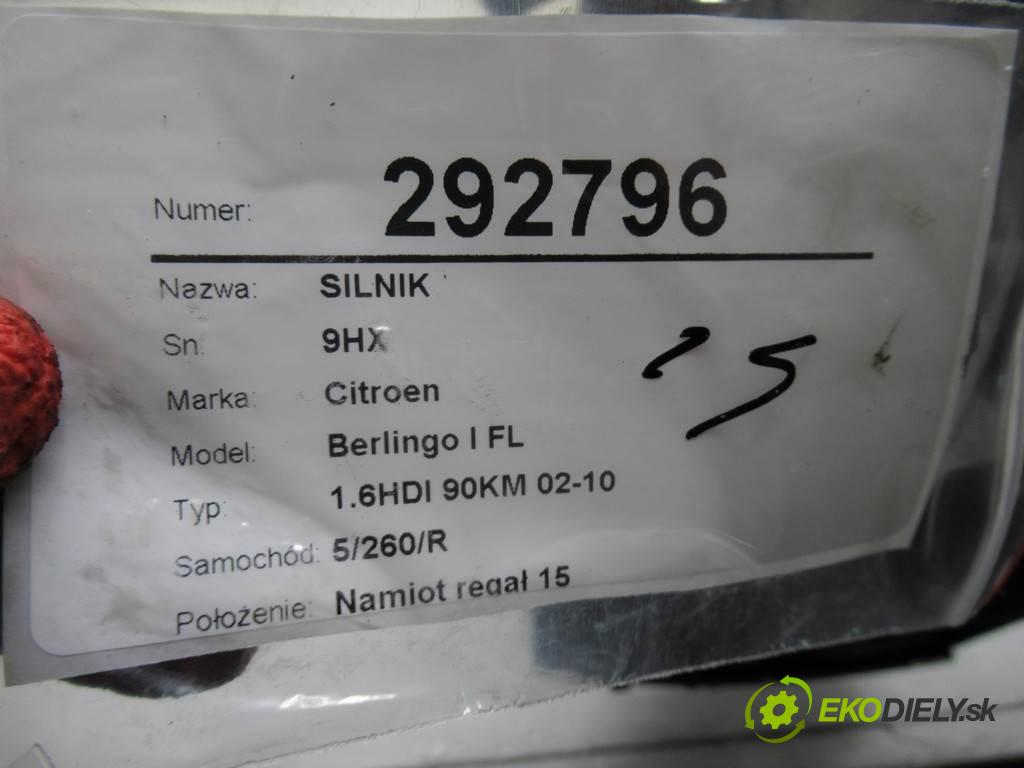 Numer: 292796
Nazwa: SILNIK
Sn: 9HX
Marka: Citroen
Model: Berlingo I FL
Typ: 1.6HDI 90KM 02-10
Samochód: 5/260/R
Położenie: Namiot regał 15
EKODIELY.sk